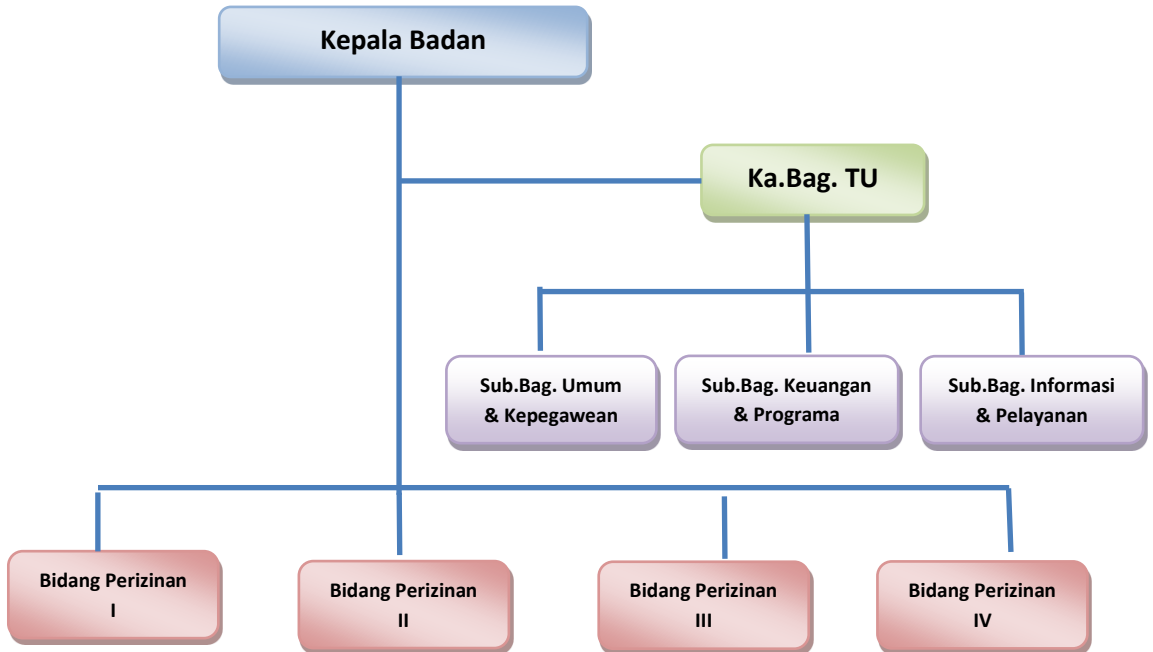 Kepala Badan
Ka.Bag. TU
Sub.Bag. Umum
& Kepegawean
Sub.Bag. Keuangan
& Programa
Sub.Bag. Informasi
& Pelayanan
Bidang Perizinan
I
Bidang Perizinan
II
Bidang Perizinan
III
Bidang Perizinan
IV